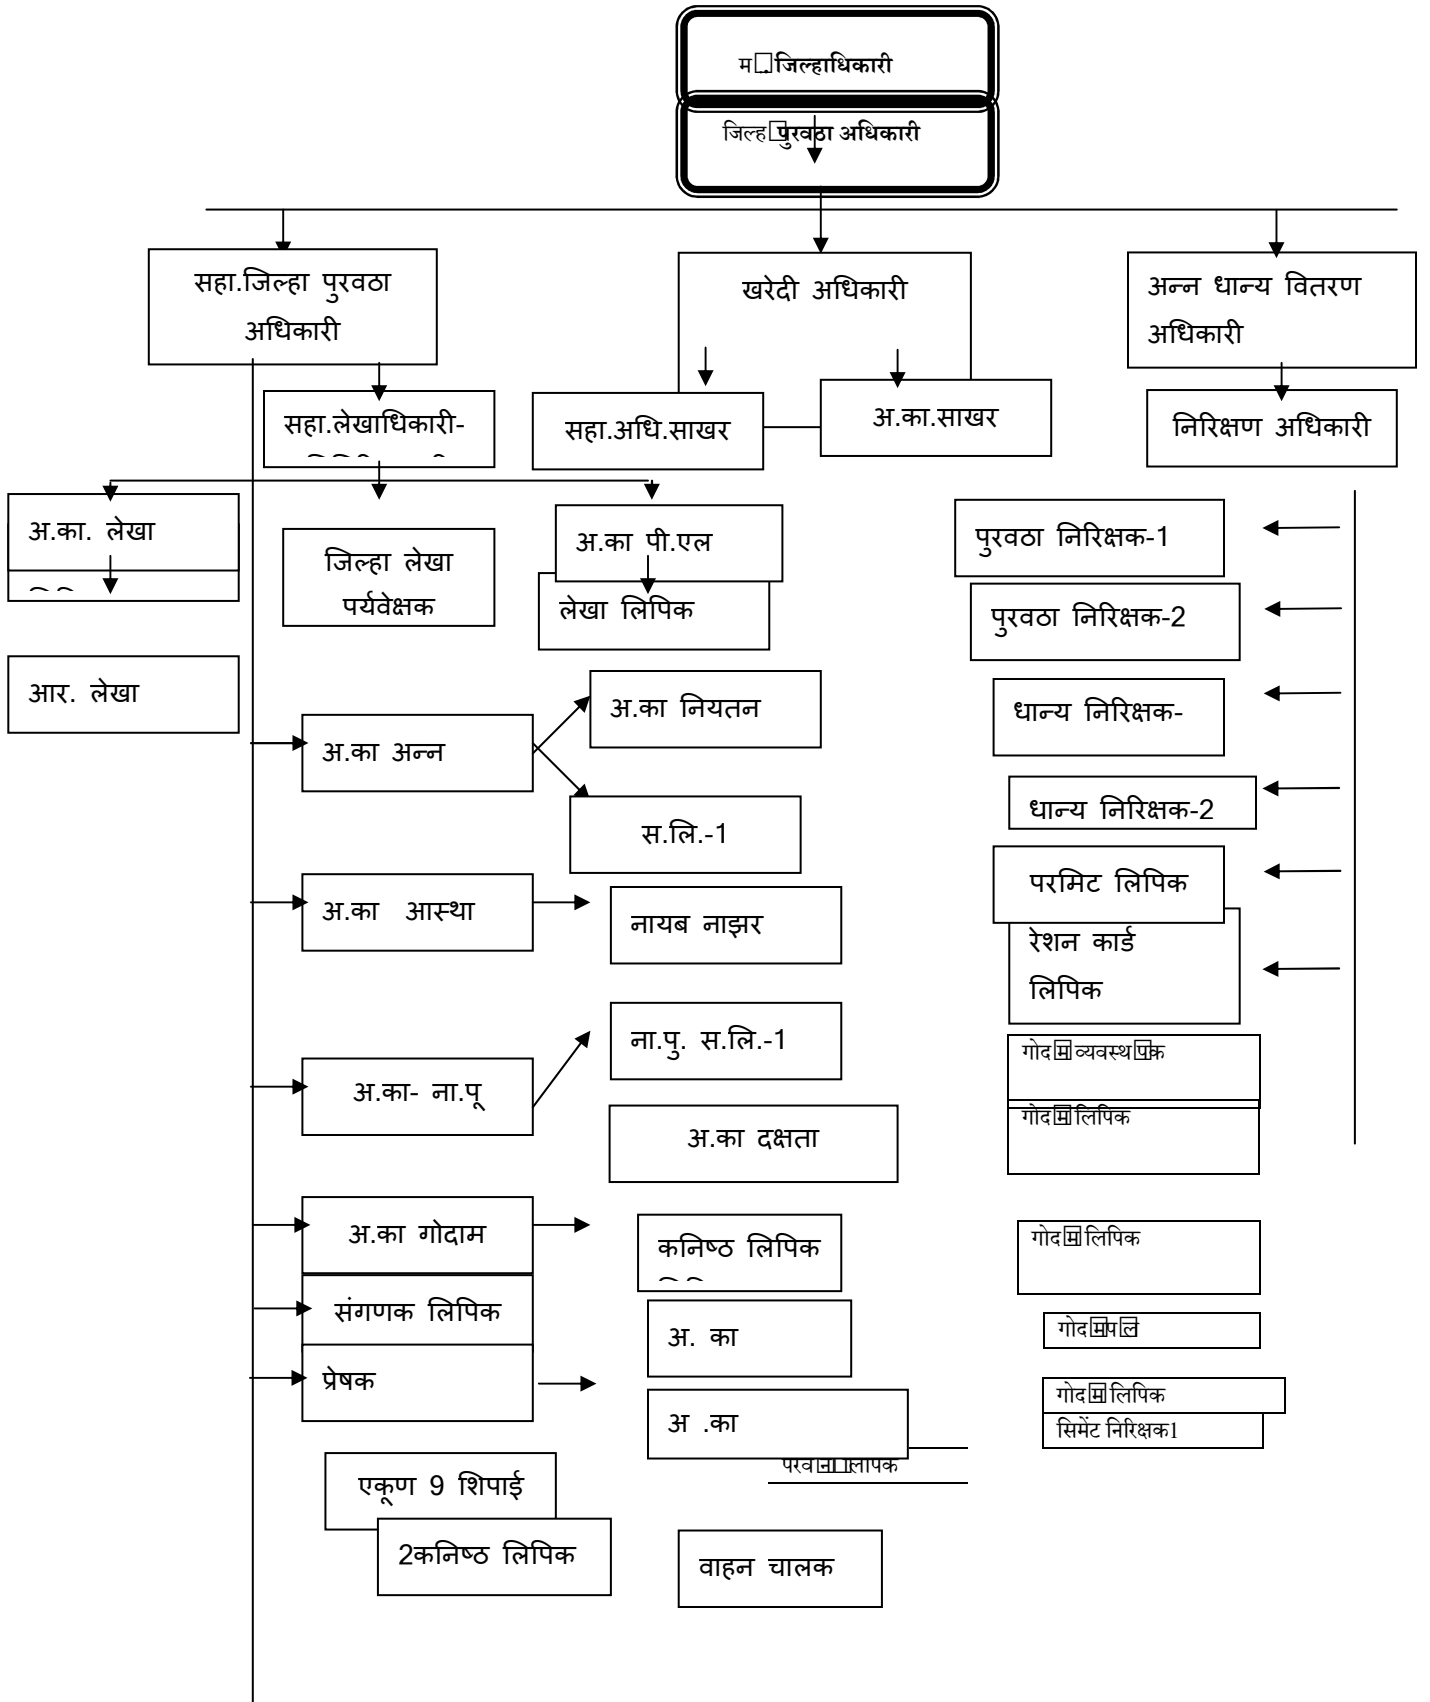 जिल्हाधिकारी
पुरवठा अधिकारी
सहा.जिल्हा पुरवठा
अधिकारी
खरेदी अधिकारी
अन्न धान्य वितरण
अधिकारी
सहा.लेखाधिकारी-
सहा.अधि.साखर
अ.का.साखर
निरिक्षण अधिकारी
अ.का. लेखा
जिल्हा लेखा
पर्यवेक्षक
अ.का पी.एल
लेखा लिपिक
पुरवठा निरिक्षक-1
पुरवठा निरिक्षक-2
आर. लेखा
अ.का नियतन
धान्य निरिक्षक-
अ.का अन्न
स.लि.-1
धान्य निरिक्षक-2
परमिट लिपिक
अ.का आस्था
नायब नाझर
रेशन कार्ड
लिपिक
ना.पु. स.लि.-1
अ.का- ना.पू
अ.का दक्षता
लिपिक
अ.का गोदाम
कनिष्ठ लिपिक
लिपिक
संगणक लिपिक
अ. का
प्रेषक
अ .का
लिपिक
सिमेंट निरिक्षक1
एकूण 9 शिपाई
2कनिष्ठ लिपिक
वाहन चालक